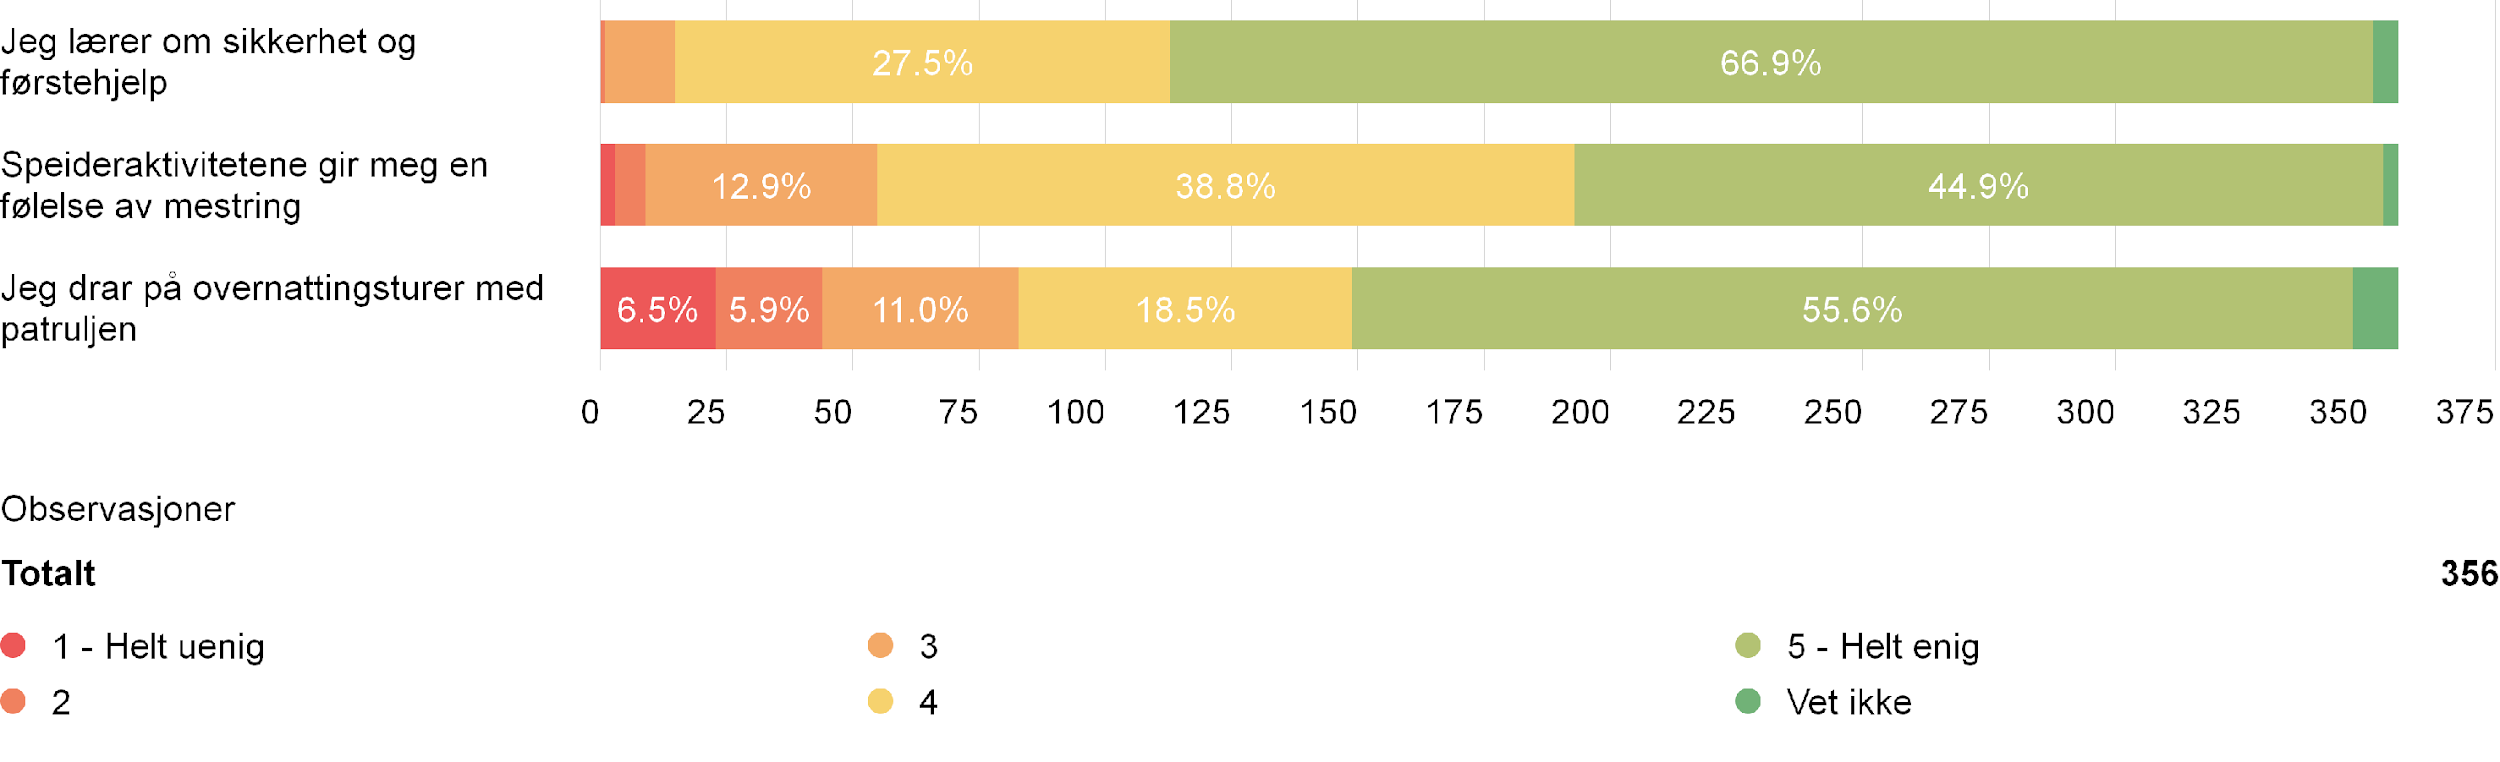 Jeg lærer om sikkerhet og
førstehjelp
27.5%
66.9%
Speideraktivitetene gir meg en
følelse av mestring
12.9%
38.8%
44.9%
Jeg drar på overnattingsturer med
patruljen
6.5%
5.9%
11.0%
18.5%
55.6%
0 25 50 75 100 125 150 175 200 225 250 275 300 325 350 375
Observasjoner
Totalt 356
1 - Helt uenig
3
5 - Helt enig
2
4
Vet ikke